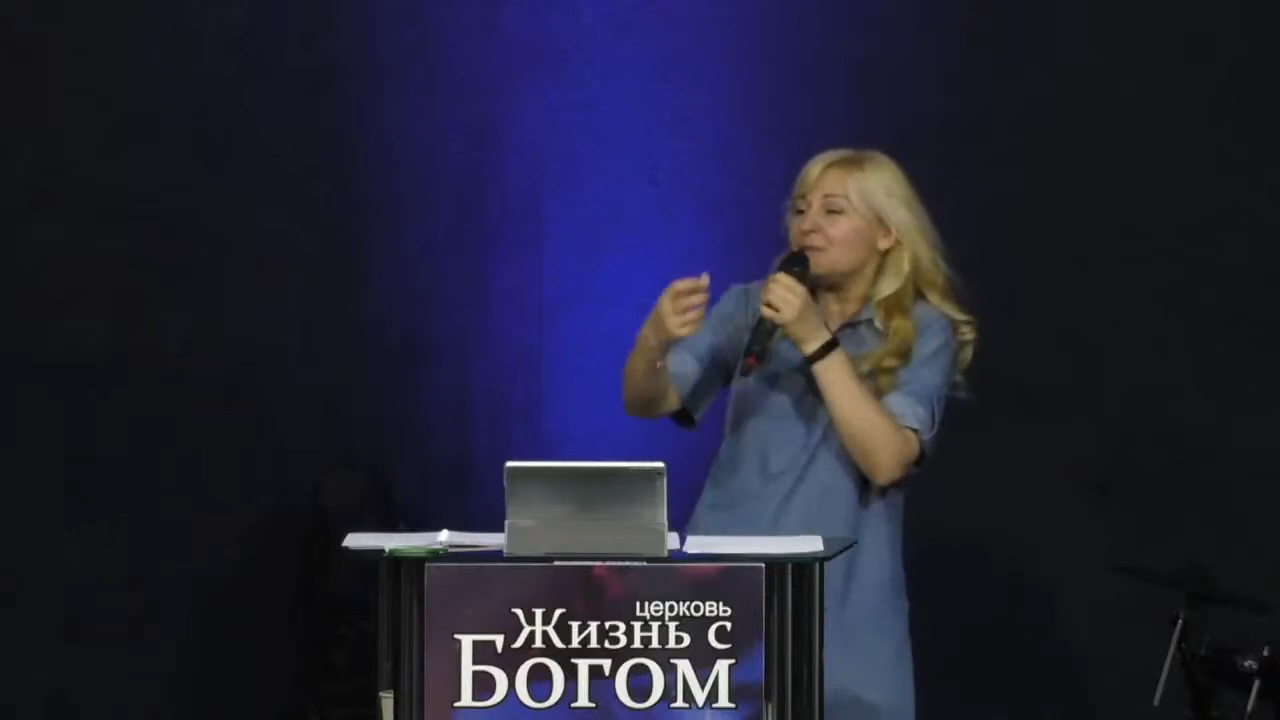 церковь
Жизнь с
Богом